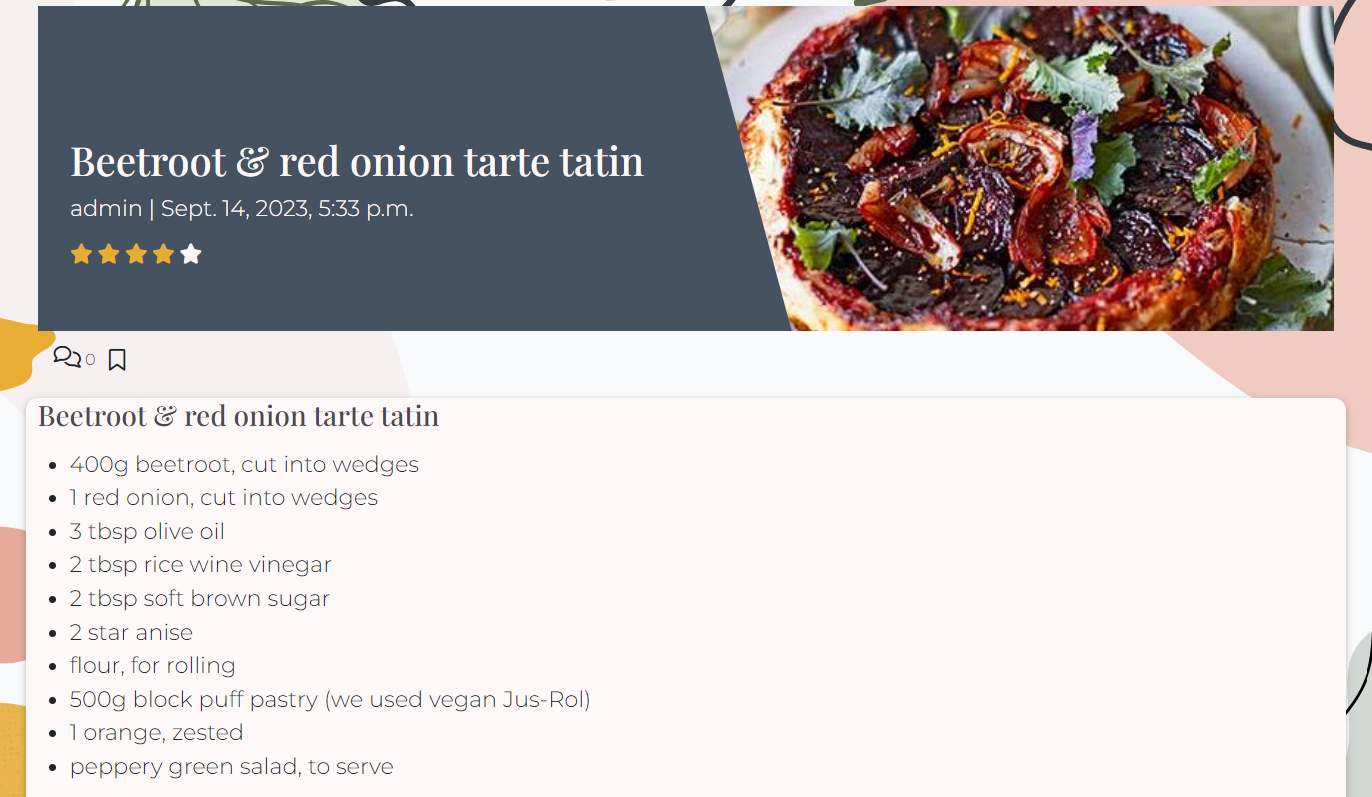 Beetroot & red onion tarte tatin
admin | Sept. 14, 2023, 5:33 p.m.
0
Beetroot & red onion tarte tatin
400g beetroot, cut into wedges
1 red onion, cut into wedges
3 tbsp olive oil
2 tbsp rice wine vinegar
2 tbsp soft brown sugar
2 star anise
flour, for rolling
500g block puff pastry (we used vegan Jus-Rol)
1 orange, zested
peppery green salad, to serve